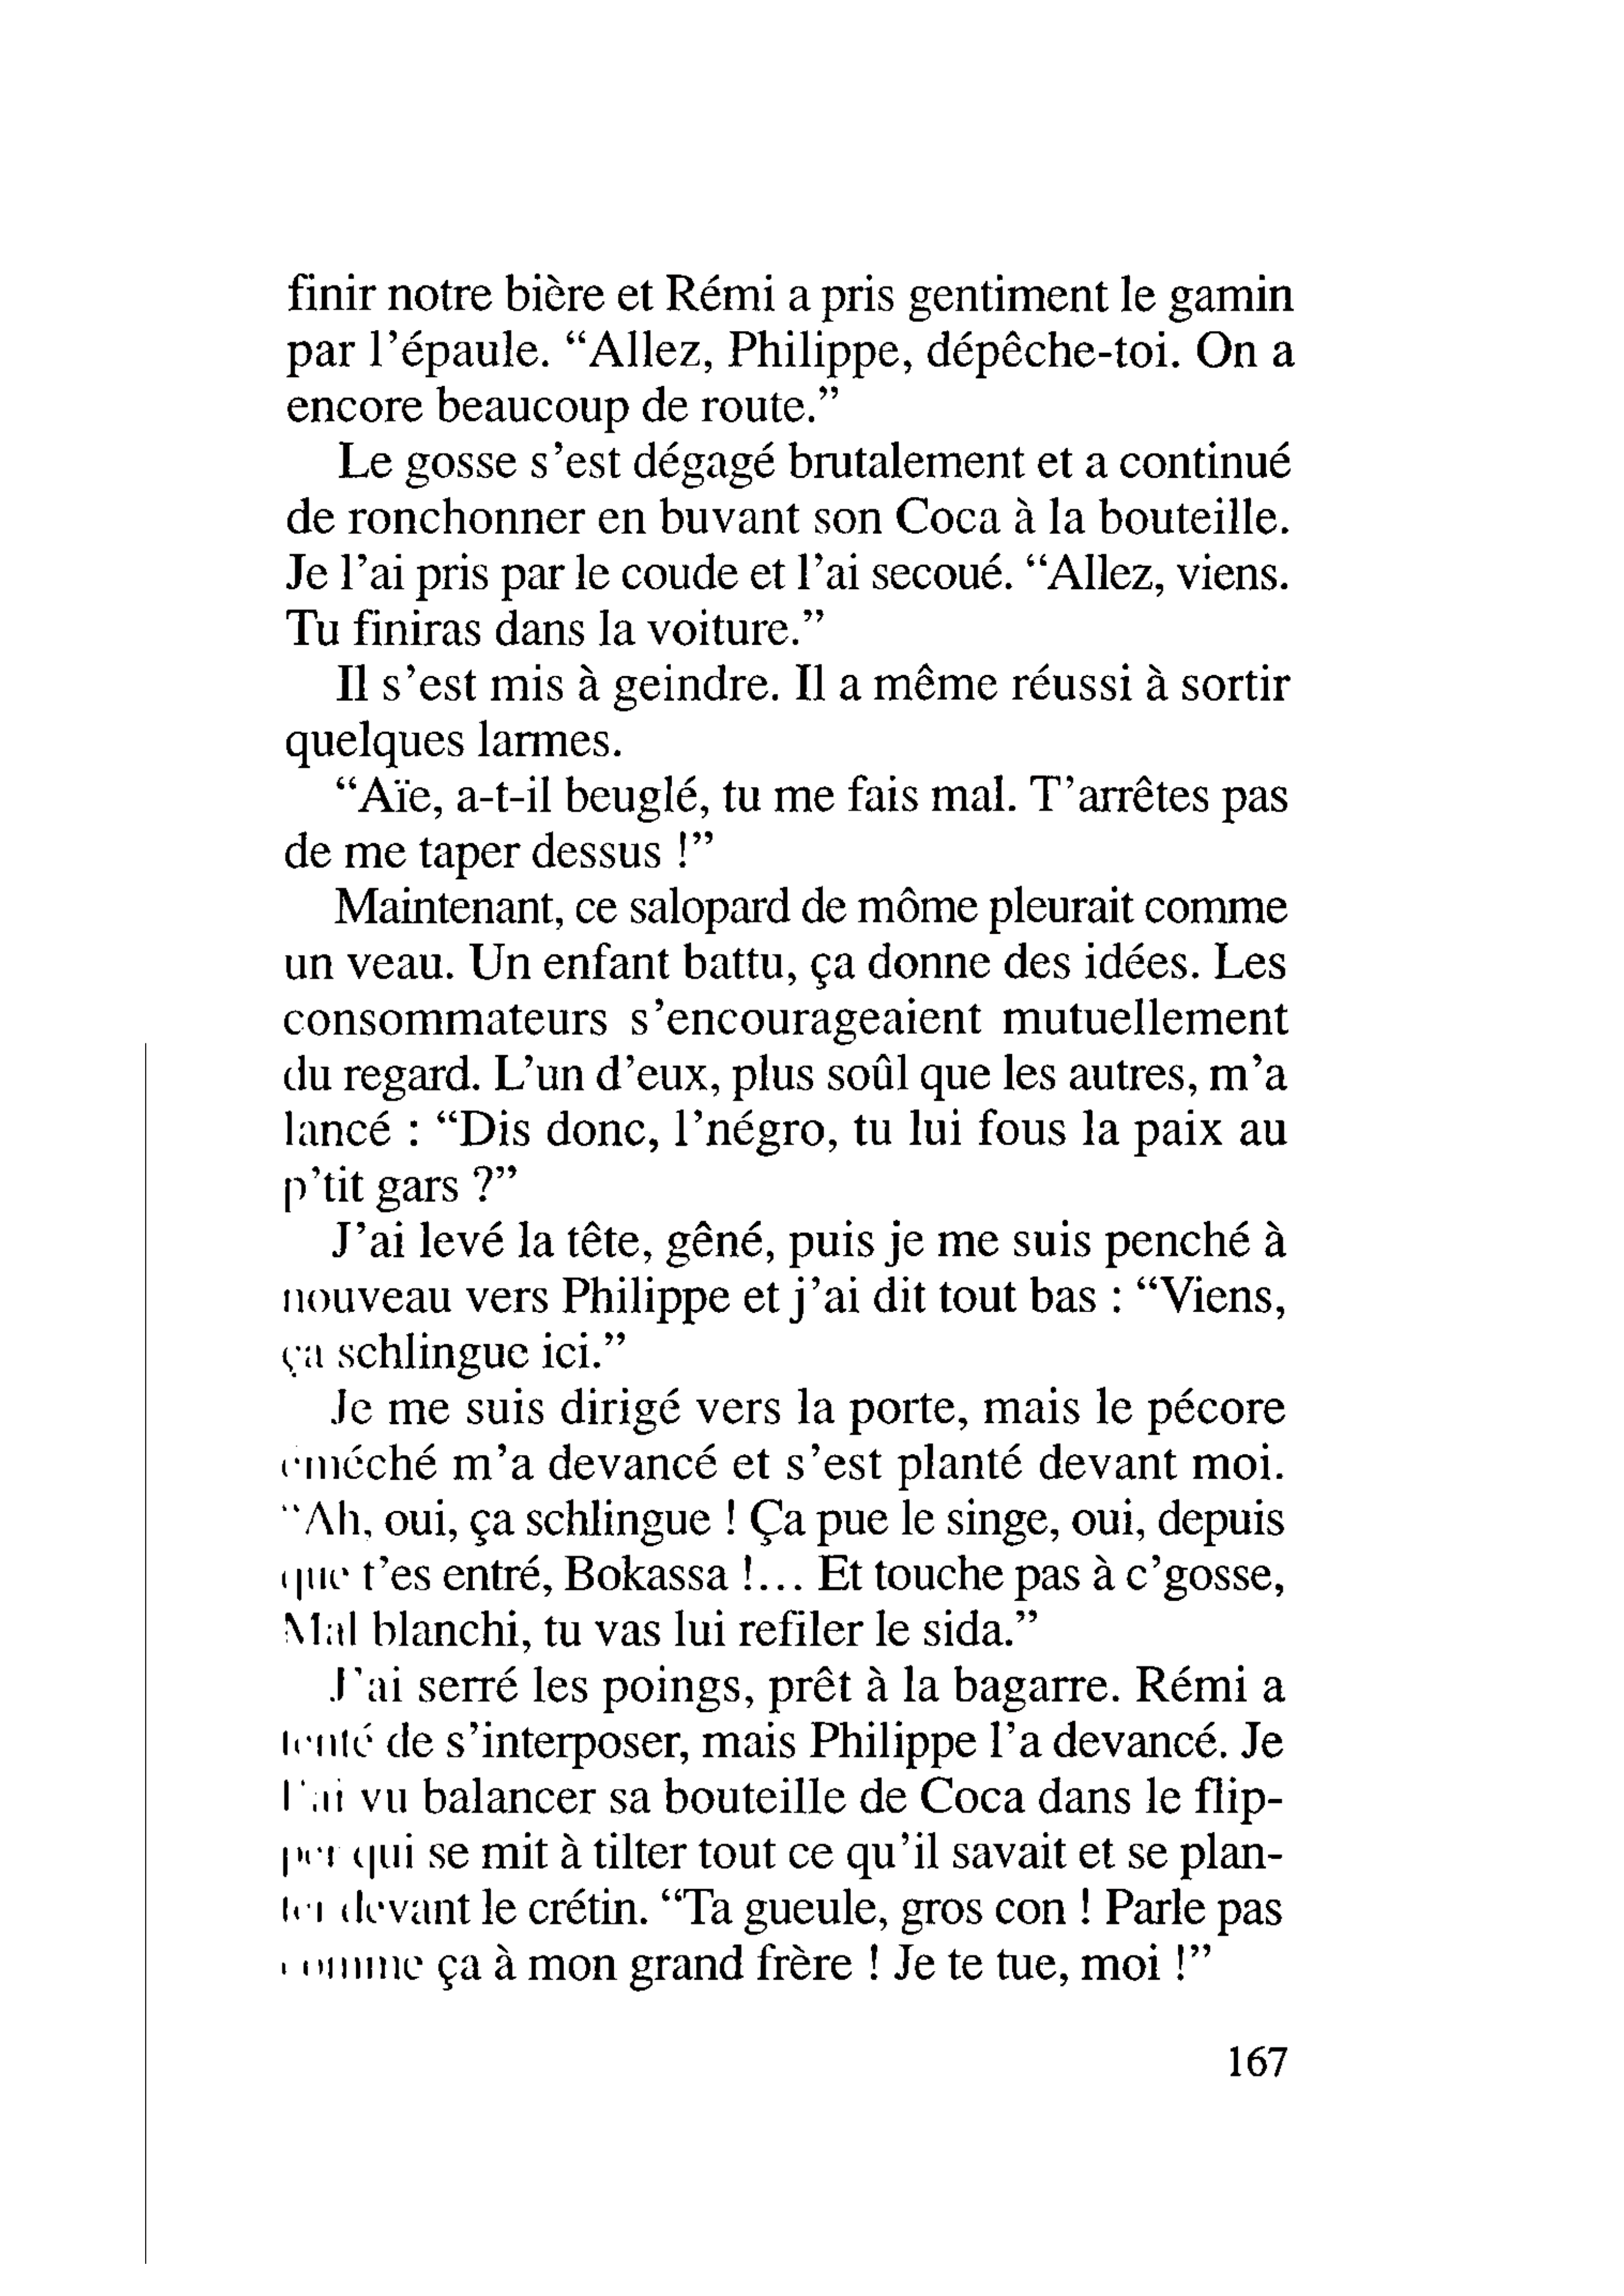 finir notre bière et Rémi a pris gentiment le gamin
par l’épaule. “Allez, Philippe, dépêche-toi. On a
encore beaucoup de route.”
Le gosse s’est dégagé brutalement et a continué
de ronchonner en buvant son Coca à la bouteille.
Je l’ai pris par le coude et l’ai secoué. “Allez, viens.
Tu finiras dans la voiture.”
Il s’est mis à geindre. Il a même réussi à sortir
quelques larmes.
“Aïe, a-t-il beuglé, tu me fais mal. T’arrêtes pas
de me taper dessus !”
Maintenant, ce salopard de môme pleurait comme
un veau. Un enfant battu, ça donne des idées. Les
consommateurs s’encourageaient mutuellement
du regard. L’un d’eux, plus soûl que les autres, m’a
lancé : “Dis donc, l’négro, tu lui fous la paix au
p’tit gars ?”
J’ai levé la tête, gêné, puis je me suis penché à
nouveau vers Philippe et j’ai dit tout bas : “Viens,
ça schlingue ici.”
Je me suis dirigé vers la porte, mais le pécore
éméché m’a devancé et s’est planté devant moi.
“Ah, oui, ça schlingue ! Ça pue le singe, oui, depuis
que t’es entré, Bokassa !... Et touche pas à c’gosse,
Mal blanchi, tu vas lui refiler le sida.”
J’ai serré les poings, prêt à la bagarre. Rémi a
tenté de s’interposer, mais Philippe l’a devancé. Je
l’ai vu balancer sa bouteille de Coca dans le flip-
per qui se mit à tilter tout ce qu’il savait et se plan-
ter devant le crétin. “Ta gueule, gros con ! Parle pas
comme ça à mon grand frère ! Je te tue, moi !”
167